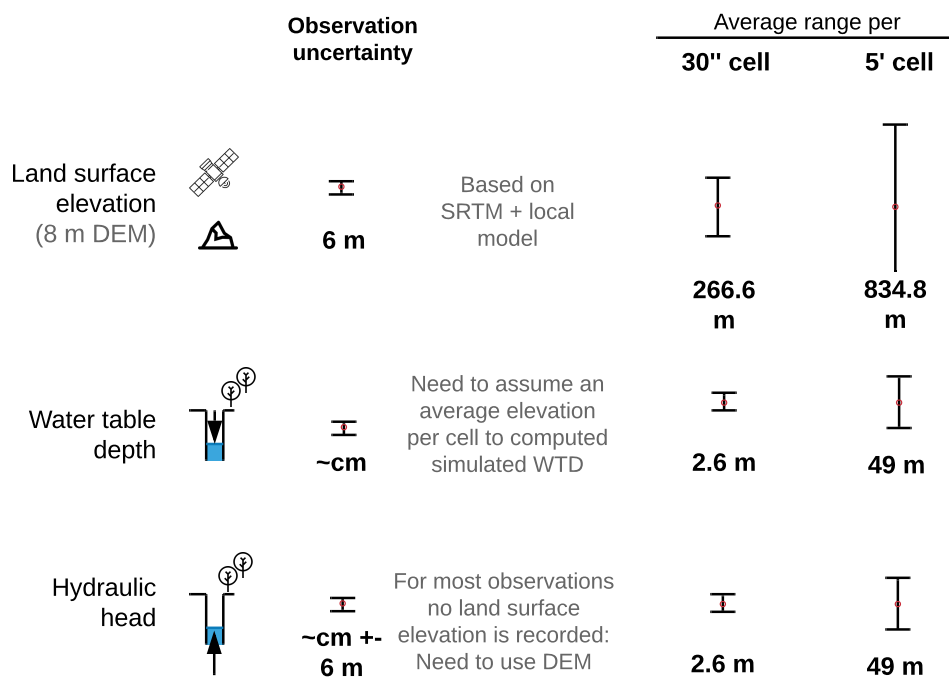 Observation
uncertainty
Average range per
30'' cell
5' cell
Land surface
elevation
(8 m DEM)
6 m
Based on
SRTM + local
model
266.6
m
834.8
m
Water table
depth
~cm
Need to assume an
average elevation
per cell to computed
simulated WTD
2.6 m
49 m
Hydraulic
head
~cm +-
6 m
For most observations
no land surface
elevation is recorded:
Need to use DEM
2.6 m
49 m